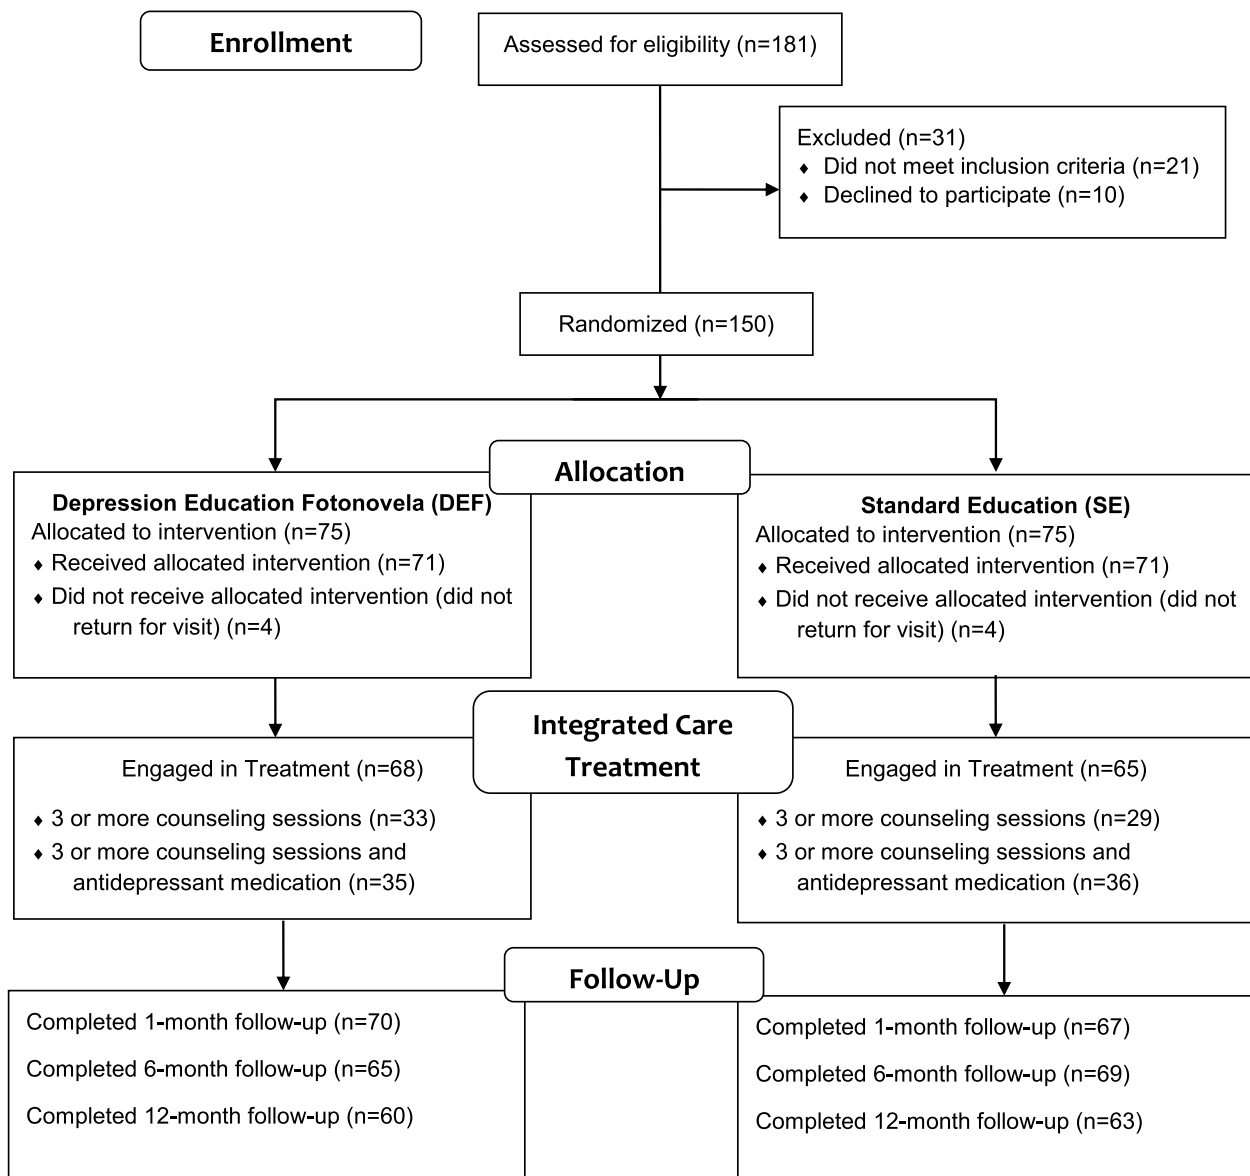 Enrollment
Assessed for eligibility (n=181)
Excluded (n=31)
♦ Did not meet inclusion criteria (n=21)
♦ Declined to participate (n=10)
Randomized (n=150)
Allocation
Depression Education Fotonovela (DEF)
Allocated to intervention (n=75)
♦ Received allocated intervention (n=71)
♦ Did not receive allocated intervention (did not
return for visit) (n=4)
Standard Education (SE)
Allocated to intervention (n=75)
♦ Received allocated intervention (n=71)
♦ Did not receive allocated intervention (did not
return for visit) (n=4)
Integrated Care
Treatment
Engaged in Treatment (n=68)
♦ 3 or more counseling sessions (n=33)
♦ 3 or more counseling sessions and
antidepressant medication (n=35)
Engaged in Treatment (n=65)
♦ 3 or more counseling sessions (n=29)
♦ 3 or more counseling sessions and
antidepressant medication (n=36)
Follow-Up
Completed 1-month follow-up (n=70)
Completed 6-month follow-up (n=65)
Completed 12-month follow-up (n=60)
Completed 1-month follow-up (n=67)
Completed 6-month follow-up (n=69)
Completed 12-month follow-up (n=63)